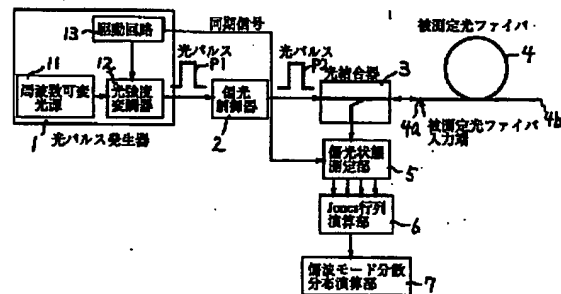 13
駆動回路
同期信号
被測定光ファイバ
4
11
周波数可変
光源
12
光強度
変調器
光パルス
P1
偏光
制御器
光パルス
P2
光結合器
3
4a
被測定光ファイバ
入力端
4b
1
光パルス発生器
2
偏光状態
測定部
5
Jones行列
演算部
6
偏波モード分散
分布演算部
7